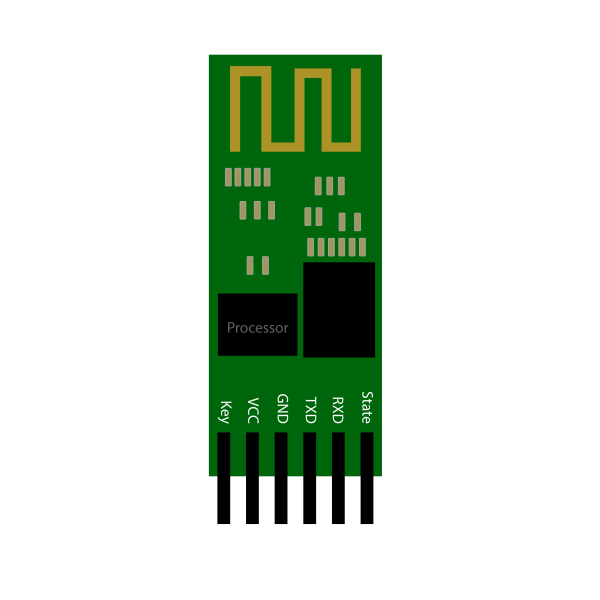 Processor
Key
VCC
GND
TXD
RXD
State